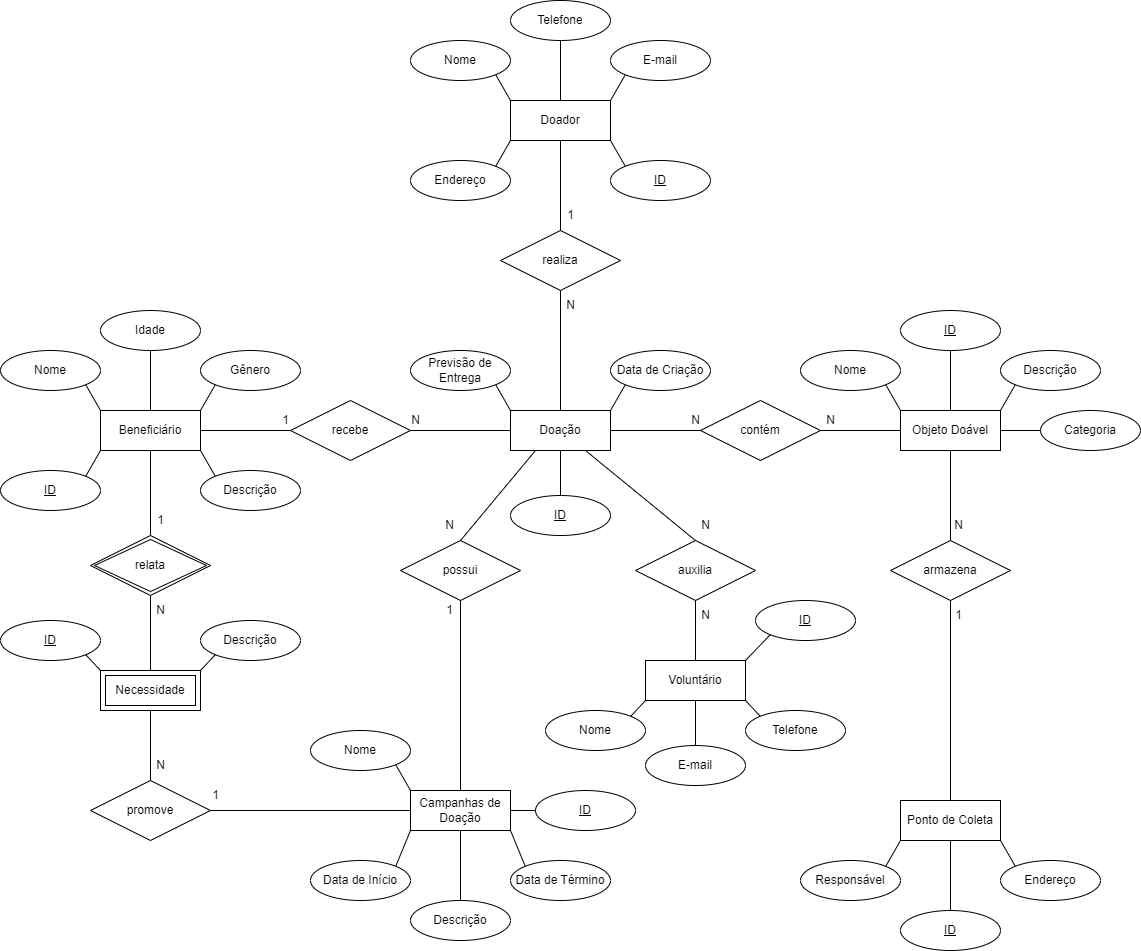 Telefone
Nome
E-mail
Doador
Endereço
ID
1
realiza
N
Idade
Nome
Gênero
Previsão de
Entrega
Data de Criação
Nome
ID
Descrição
Beneficiário
1
recebe
N
Doação
N
contém
N
Objeto Doável
Categoria
ID
Descrição
ID
1
N
N
N
relata
possui
auxilia
armazena
N
1
N
1
ID
Descrição
ID
Necessidade
Voluntário
Nome
Telefone
E-mail
N
Nome
promove
1
Campanhas de
Doação
ID
Ponto de Coleta
Data de Início
Data de Término
Responsável
Endereço
Descrição
ID